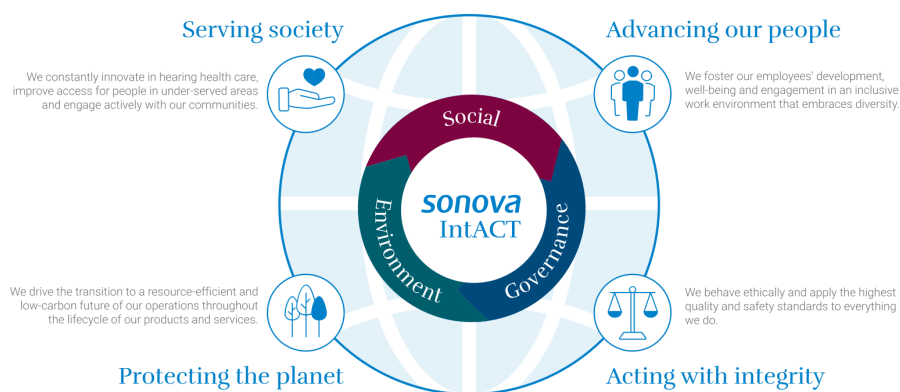 Serving society
We constantly innovate in hearing health care,
improve access for people in under-served areas
and engage actively with our communities.
Advancing our people
We foster our employees’ development,
well-being and engagement in an inclusive
work environment that embraces diversity.
Social
Environment
Governance
sonova
IntACT
We drive the transition to a resource-efficient and
low-carbon future of our operations throughout
the lifecycle of our products and services.
Protecting the planet
We behave ethically and apply the highest
quality and safety standards to everything
we do.
Acting with integrity